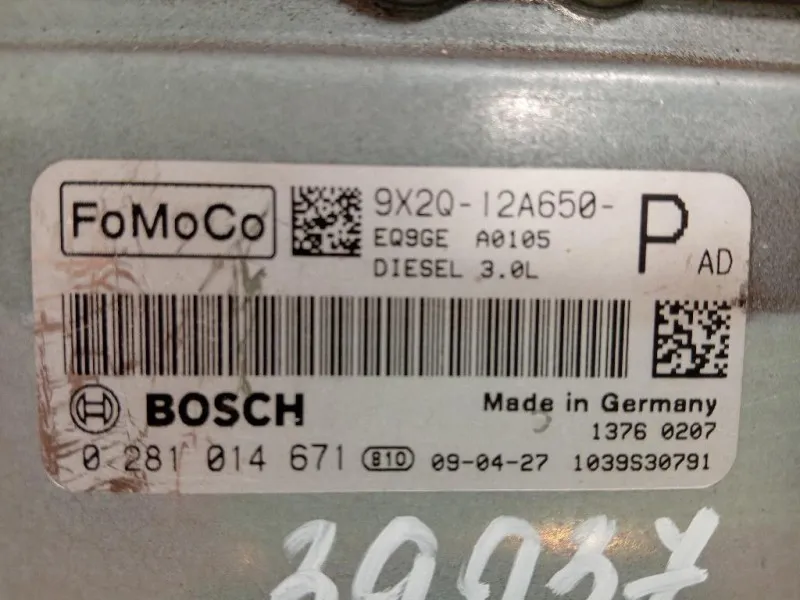 FoMoCo
9X2Q-12A650-
P
AD
EQ9GE A0105
DIESEL 3.0L
BOSCH
Made in Germany
1376 0207
0 281 014 671 810 09-04-27 1039S30791